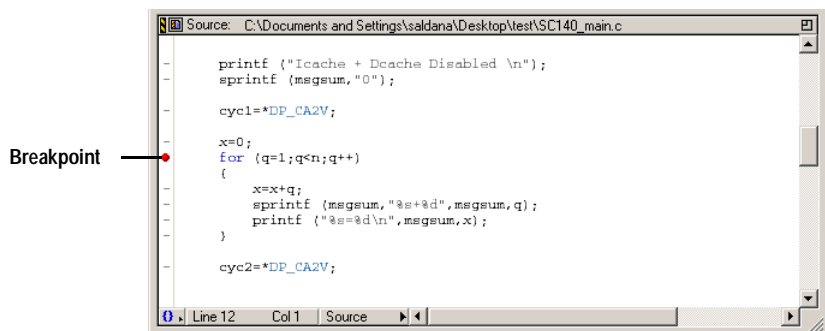 Source: C:\Documents and Settings\saldana\Desktop\test\SC140_main.c
printf ("Icache + Dcache Disabled \n");
sprintf (msgsum,"0");
cyc1=*DP_CA2V;
x=0;
Breakpoint
for (q=1;q<n;q++)
{
x=x+q;
sprintf (msgsum,"%s+%d",msgsum,q);
printf ("%s=%d\n",msgsum,x);
}
cyc2=*DP_CA2V;
{} Line 12 Col 1 Source